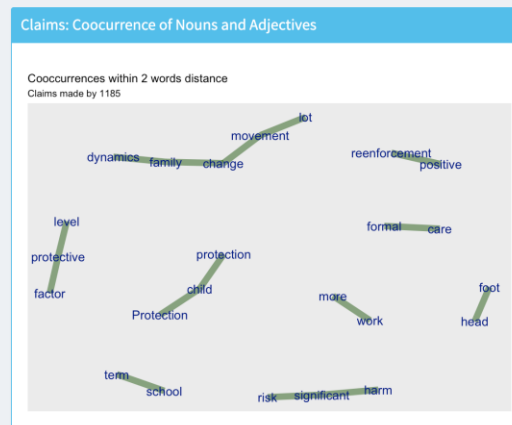 Claims: Coocurrence of Nouns and Adjectives
Cooccurrences within 2 words distance
Claims made by 1185
lot
movement
dynamics family change
reenforcement
positive
level
formal care
protective
protection
factor
child
foot
more
Protection
work
head
term
school
risk significant harm